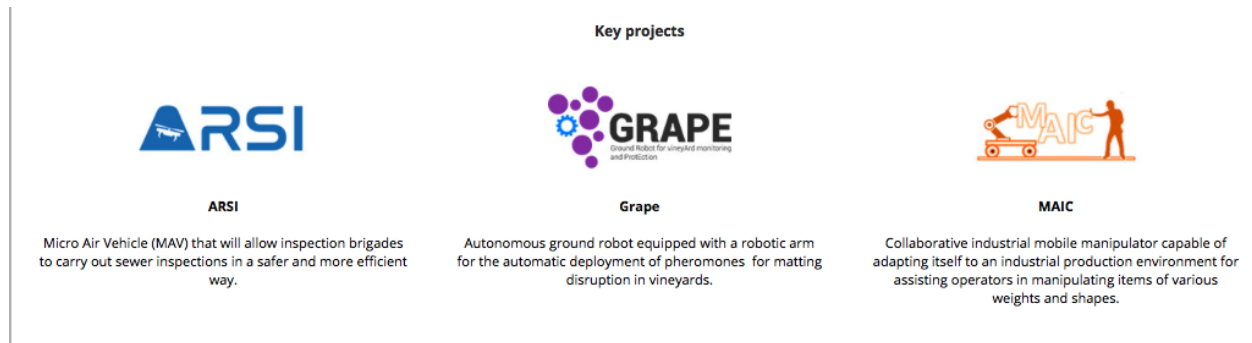 Key projects
ARSI
GRAPE
Ground Robot for vineyArd monitoring
and ProtEction
MAIC
ARSI
Micro Air Vehicle (MAV) that will allow inspection brigades
to carry out sewer inspections in a safer and more efficient
way.
Grape
Autonomous ground robot equipped with a robotic arm
for the automatic deployment of pheromones for matting
disruption in vineyards.
MAIC
Collaborative industrial mobile manipulator capable of
adapting itself to an industrial production environment for
assisting operators in manipulating items of various
weights and shapes.